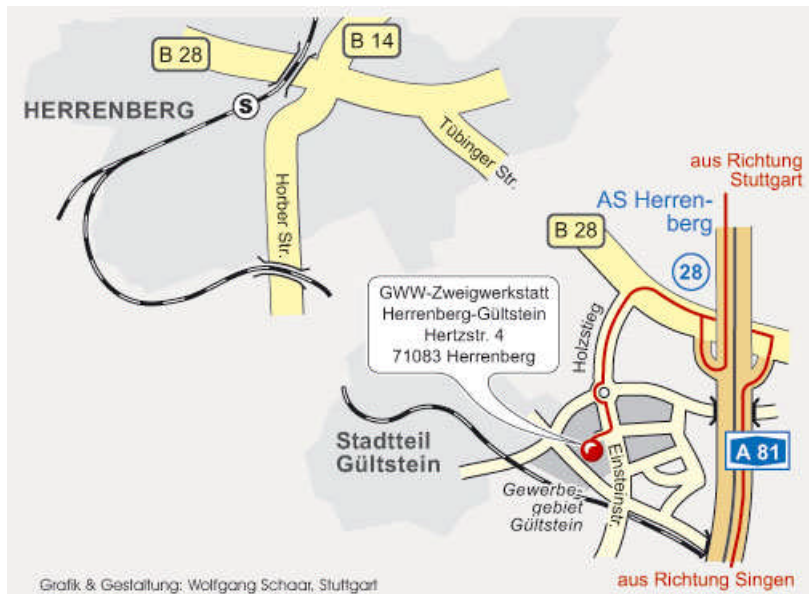 B 28
B 14
HERRENBERG
S
Tübinger Str.
Horber Str.
aus Richtung
Stuttgart
AS Herren-
berg
B 28
28
GWW-Zweigwerkstatt
Herrenberg-Gültstein
Hertzstr. 4
71083 Herrenberg
Holzstieg
Stadtteil
Gültstein
A 81
Einsteinstr.
Gewerbe-
gebiet
Gültstein
aus Richtung Singen
Grafik & Gestaltung: Wolfgang Schaar, Stuttgart